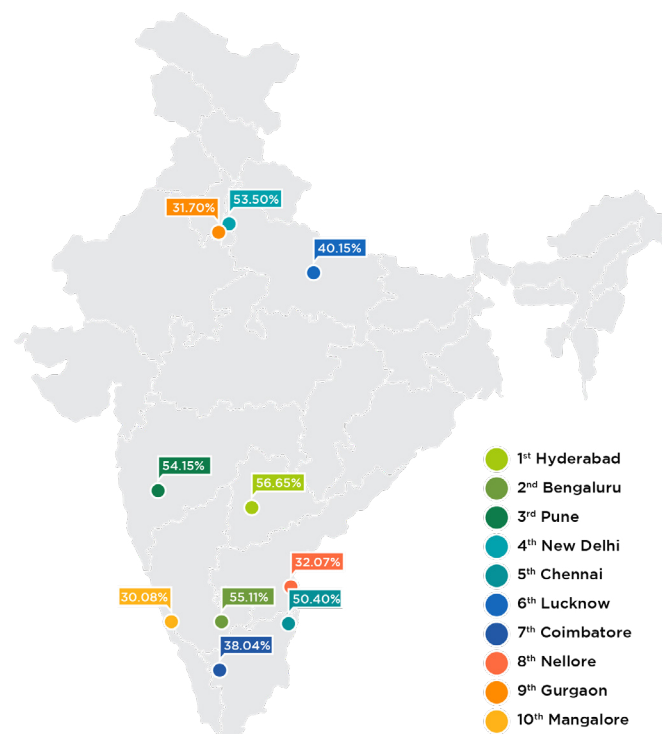 53.50%
31.70%
40.15%
54.15%
56.65%
32.07%
30.08%
55.11%
50.40%
38.04%
1st Hyderabad
2nd Bengaluru
3rd Pune
4th New Delhi
5th Chennai
6th Lucknow
7th Coimbatore
8th Nellore
9th Gurgaon
10th Mangalore